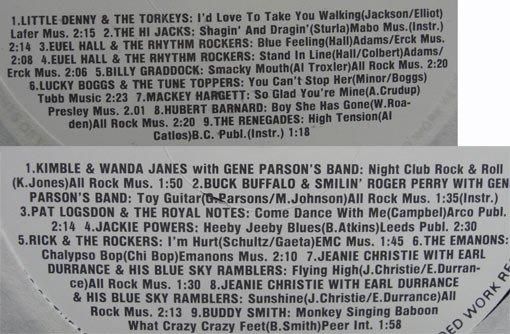 1.LITTLE DENNY & THE TORKEYS: I'd Love To Take You Walking(Jackson/Elliot)
Lafer Mus. 2:15 2.THE HI JACKS: Shagin' And Dragin'(Sturla)Mabo Mus.(Instr.)
2:14 3.EUEL HALL & THE RHYTHM ROCKERS: Blue Feeling(Hall)Adams/Erck Mus.
2:08 4.EUEL HALL & THE RHYTHM ROCKERS: Stand In Line(Hall/Colbert)Adams/
Erck Mus. 2:06 5.BILLY GRADDOCK: Smacky Mouth(Al Troxler)All Rock Mus. 2:20
6.LUCKY BOGGS & THE TUNE TOPPERS: You Can't Stop Her(Minor/Boggs)
Tubb Music 2:23 7.MACKEY HARGETT: So Glad You're Mine(A.Crudup)
Presley Mus. 2.01 8.HUBERT BARNARD: Boy She Has Gone(W.Roa-
den)All Rock Mus. 2:20 9.THE RENEGADES: High Tension(Al
Catlos)B.C. Publ.(Instr.) 1:18
1.KIMBLE & WANDA JANES with GENE PARSON'S BAND: Night Club Rock & Roll
(K.Jones)All Rock Mus. 1:50 2.BUCK BUFFALO & SMILIN' ROGER PERRY WITH GEN
PARSON'S BAND: Toy Guitar(G.Parsons/M.Johnson)All Rock Mus. 1:35(Instr.)
3.PAT LOGSDON & THE ROYAL NOTES: Come Dance With Me(Campbel)Arco Publ.
2:14 4.JACKIE POWERS: Heeby Jeeby Blues(B.Atkins)Leeds Publ. 2:30
5.RICK & THE ROCKERS: I'm Hurt(Schultz/Gaeta)EMC Mus. 1:45 6.THE EMANONS:
Chalypso Bop(Chi Bop)Emanons Mus. 2:10 7.JEANIE CHRISTIE WITH EARL
DURRANCE & HIS BLUE SKY RAMBLERS: Flying High(J.Christie/E.Durran-
ce)All Rock Mus. 1:30 8.JEANIE CHRISTIE WITH EARL DURRANCE
& HIS BLUE SKY RAMBLERS: Sunshine(J.Christie/E.Durrance)All
Rock Mus. 2:13 9.BUDDY SMITH: Monkey Singing Baboon
What Crazy Crazy Feet(B.Smith)Peer Int. 1:58
WORK RE